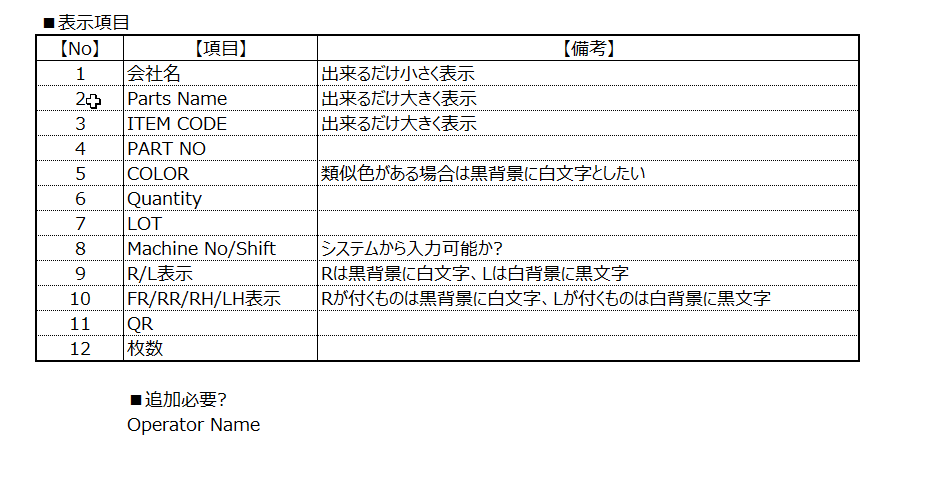 ■表示項目
【No】 【項目】 【備考】
1 会社名 出来るだけ小さく表示
2 Parts Name 出来るだけ大きく表示
3 ITEM CODE 出来るだけ大きく表示
4 PART NO
5 COLOR 類似色がある場合は黒背景に白文字としたい
6 Quantity
7 LOT
8 Machine No/Shift システムから入力可能か?
9 R/L表示 Rは黒背景に白文字、Lは白背景に黒文字
10 FR/RR/RH/LH表示 Rが付くものは黒背景に白文字、Lが付くものは白背景に黒文字
11 QR
12 枚数
■追加必要?
Operator Name